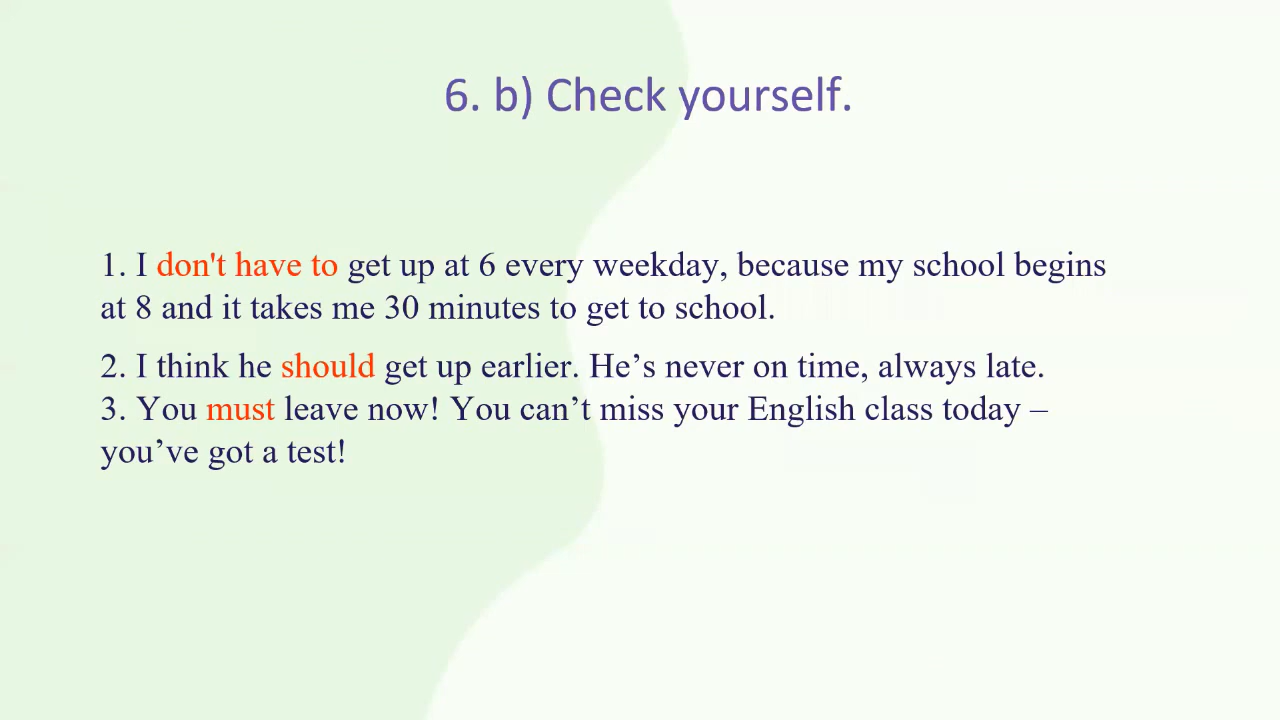 6. b) Check yourself.
1. I don't have to get up at 6 every weekday, because my school begins
at 8 and it takes me 30 minutes to get to school.
2. I think he should get up earlier. He’s never on time, always late.
3. You must leave now! You can’t miss your English class today –
you’ve got a test!